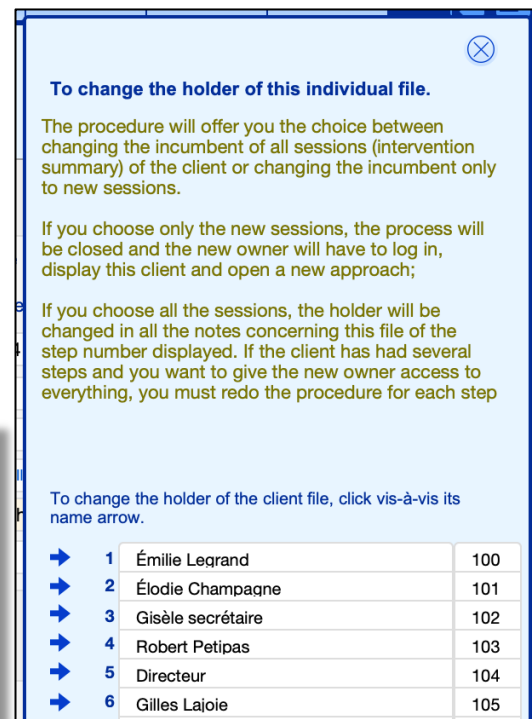 To change the holder of this individual file.
The procedure will offer you the choice between
changing the incumbent of all sessions (intervention
summary) of the client or changing the incumbent only
to new sessions.
If you choose only the new sessions, the process will
be closed and the new owner will have to log in,
display this client and open a new approach;
If you choose all the sessions, the holder will be
changed in all the notes concerning this file of the
step number displayed. If the client has had several
steps and you want to give the new owner access to
everything, you must redo the procedure for each step
To change the holder of the client file, click vis-à-vis its
name arrow.
1 Émilie Legrand 100
2 Élodie Champagne 101
3 Gisèle secrétaire 102
4 Robert Petipas 103
5 Directeur 104
6 Gilles Lajoie 105